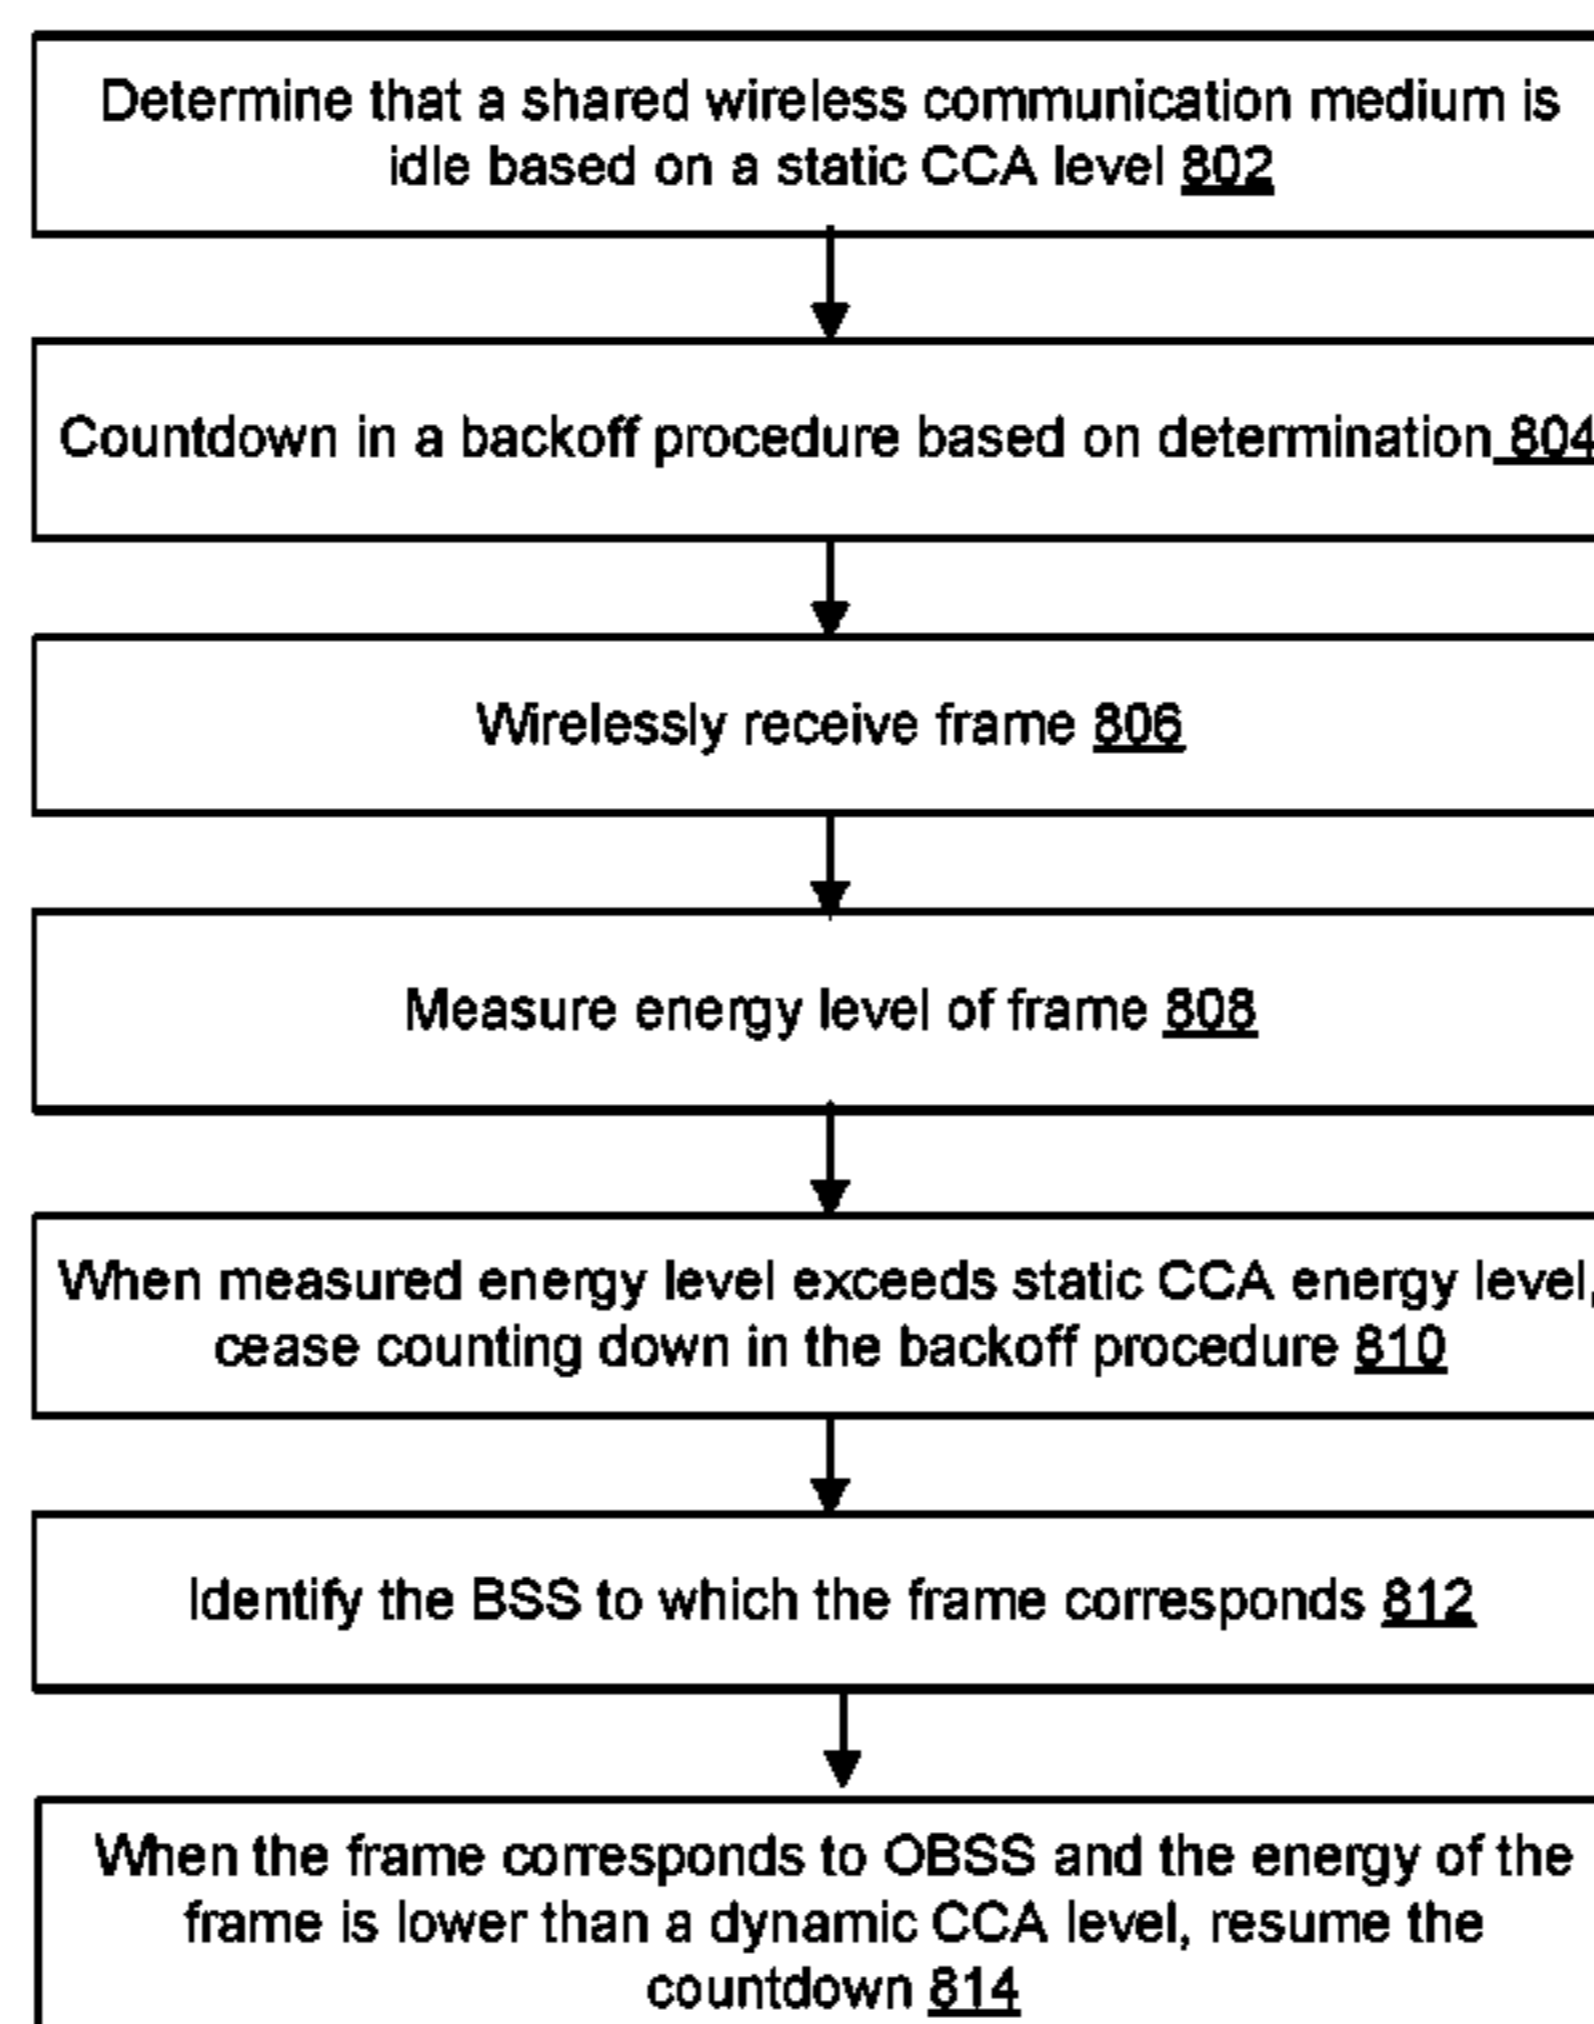 Determine that a shared wireless communication medium is
idle based on a static CCA level 802
Countdown in a backoff procedure based on determination 804
Wirelessly receive frame 806
Measure energy level of frame 808
When measured energy level exceeds static CCA energy level,
cease counting down in the backoff procedure 810
Identify the BSS to which the frame corresponds 812
When the frame corresponds to OBSS and the energy of the
frame is lower than a dynamic CCA level, resume the
countdown 814